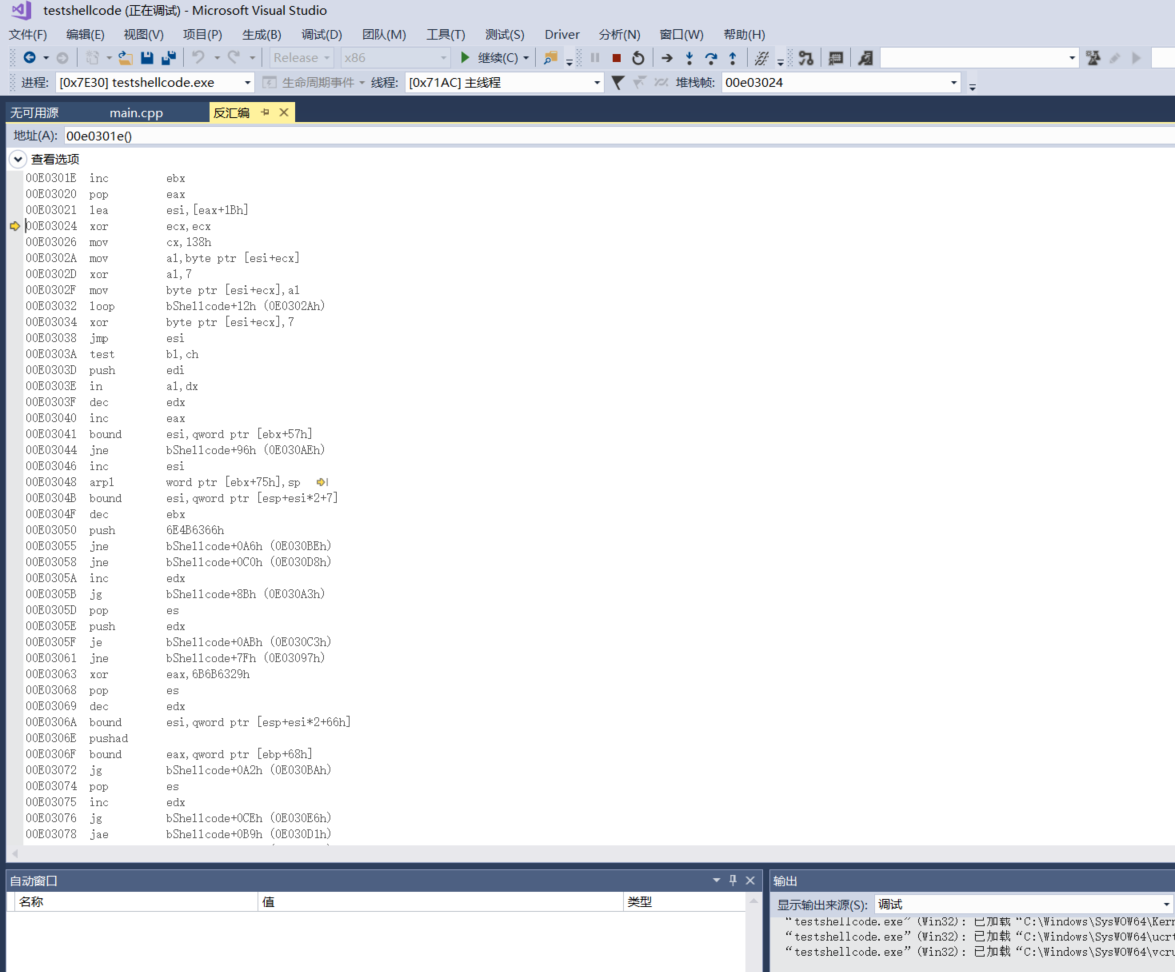 testshellcode (正在调试) - Microsoft Visual Studio
文件(F) 编辑(E) 视图(V) 项目(P) 生成(B) 调试(D) 团队(M) 工具(T) 测试(S) Driver 分析(N) 窗口(W) 帮助(H)
Release x86 继续(C)
进程: [0x7E30] testshellcode.exe 生命周期事件 线程: [0x71AC] 主线程 堆栈帧: 00e03024
无可用源 main.cpp 反汇编
地址(A): 00e0301e()
查看选项
00E0301E inc ebx
00E03020 pop eax
00E03021 lea esi,[eax+1Bh]
00E03024 xor ecx,ecx
00E03026 mov cx,138h
00E0302A mov al,byte ptr [esi+ecx]
00E0302D xor al,7
00E0302F mov byte ptr [esi+ecx],al
00E03032 loop bShellcode+12h (0E0302Ah)
00E03034 xor byte ptr [esi+ecx],7
00E03038 jmp esi
00E0303A test bl,ch
00E0303D push edi
00E0303E in al,dx
00E0303F dec edx
00E03040 inc eax
00E03041 bound esi,qword ptr [ebx+57h]
00E03044 jne bShellcode+96h (0E030AEh)
00E03046 inc esi
00E03048 arpl word ptr [ebx+75h],sp
00E0304B bound esi,qword ptr [esp+esi*2+7]
00E0304F dec ebx
00E03050 push 6E4B6366h
00E03055 jne bShellcode+0A6h (0E030BEh)
00E03058 jne bShellcode+0C0h (0E030D8h)
00E0305A inc edx
00E0305B jg bShellcode+8Bh (0E030A3h)
00E0305D pop es
00E0305E push edx
00E0305F je bShellcode+0ABh (0E030C3h)
00E03061 jne bShellcode+7Fh (0E03097h)
00E03063 xor eax,6B6B6329h
00E03068 pop es
00E03069 dec edx
00E0306A bound esi,qword ptr [esp+esi*2+66h]
00E0306E pushad
00E0306F bound eax,qword ptr [ebp+68h]
00E03072 jg bShellcode+0A2h (0E030BAh)
00E03074 pop es
00E03075 inc edx
00E03076 jg bShellcode+0CEh (0E030E6h)
00E03078 jae bShellcode+0B9h (0E030D1h)
自动窗口
名称 值 类型
输出
显示输出来源(S): 调试
“testshellcode.exe” (Win32): 已加载 “C:\Windows\SysWOW64\Kern
“testshellcode.exe” (Win32): 已加载 “C:\Windows\SysWOW64\ucrt
“testshellcode.exe” (Win32): 已加载 “C:\Windows\SysWOW64\vcru